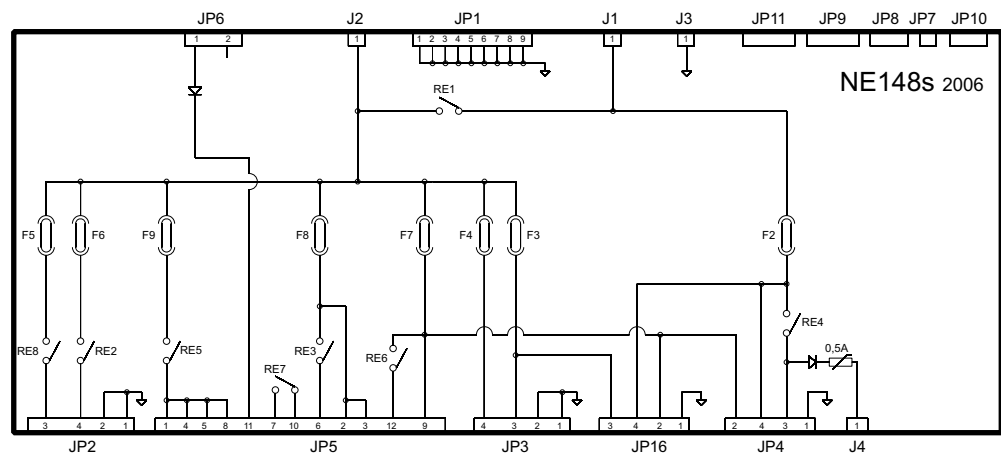 JP6 J2 JP1 J1 J3 JP11 JP9 JP8 JP7 JP10
1 2 1 1 2 3 4 5 6 7 8 9 1 1
NE148s 2006
RE1
F5 F6 F9 F8 F7 F4 F3 F2
RE8 RE2 RE5 RE3 RE6 RE4
0,5A
RE7
3 4 2 1 1 4 5 8 11 7 10 6 2 3 12 9 4 3 2 1 3 4 2 1 2 4 3 1 1
JP2 JP5 JP3 JP16 JP4 J4